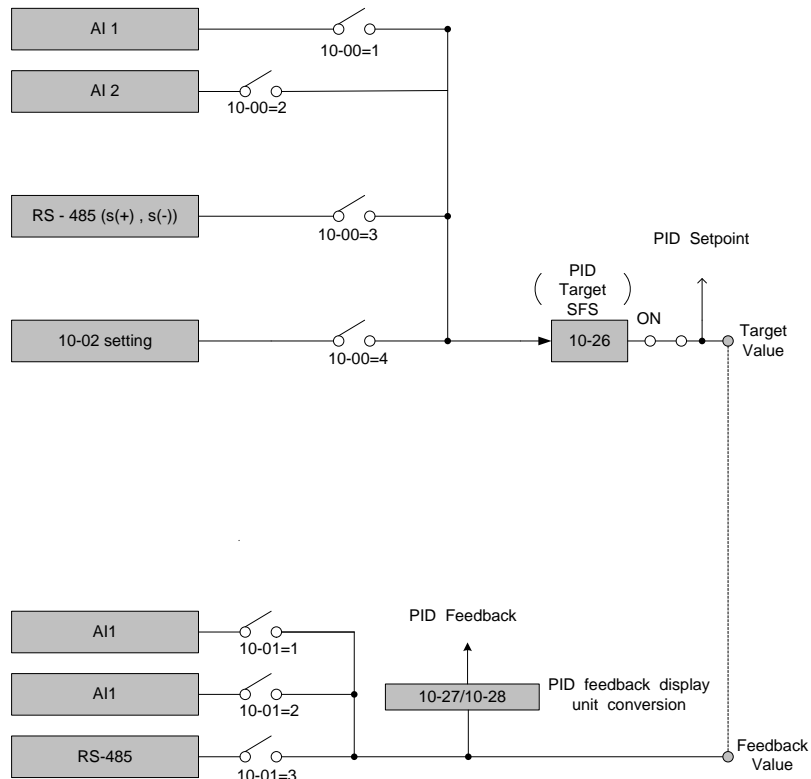 AI 1
10-00=1
AI 2
10-00=2
RS - 485 (s(+) , s(-))
10-00=3
PID Setpoint
PID
Target
SFS
ON
10-02 setting
10-00=4
10-26
Target
Value
AI1
10-01=1
PID Feedback
AI1
10-01=2
10-27/10-28
PID feedback display
unit conversion
RS-485
10-01=3
Feedback
Value